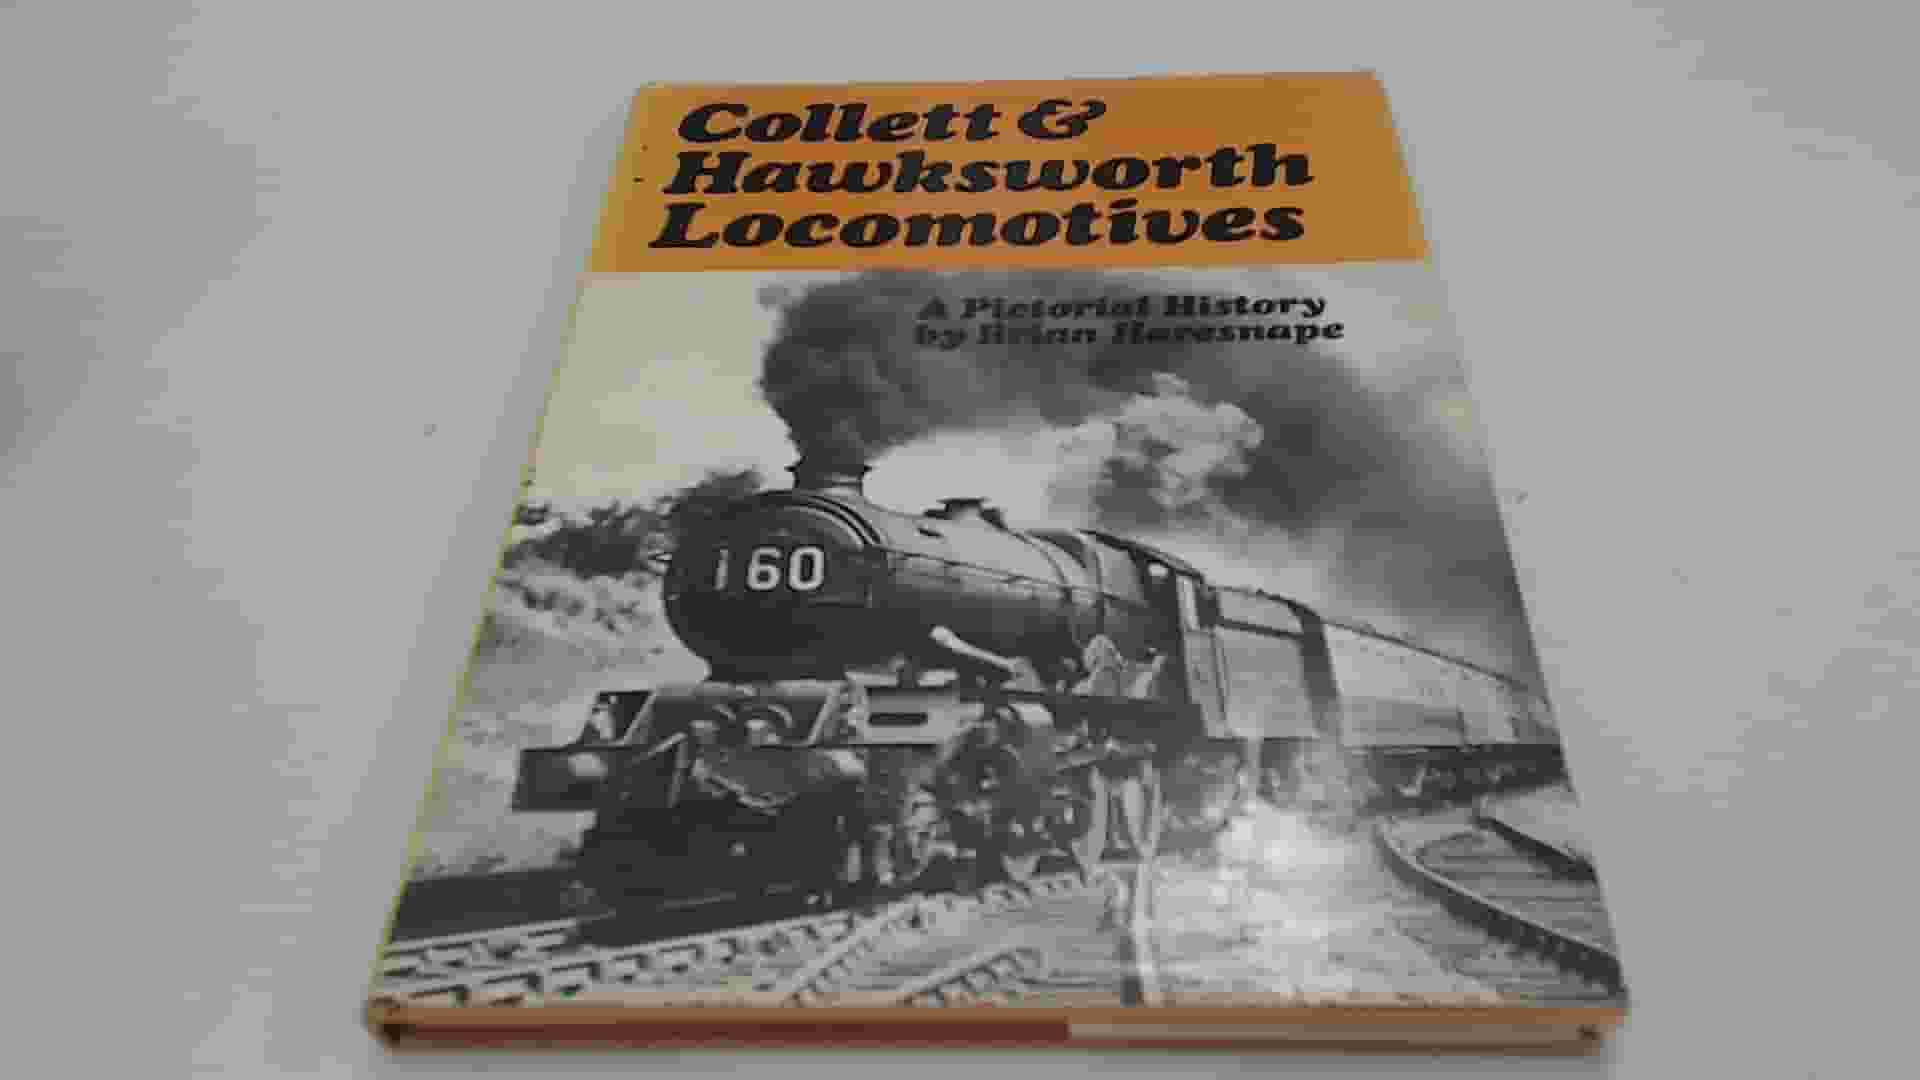 Collett &
Hawksworth
Locomotives
A Pictorial History
by Brian Haresnape
160